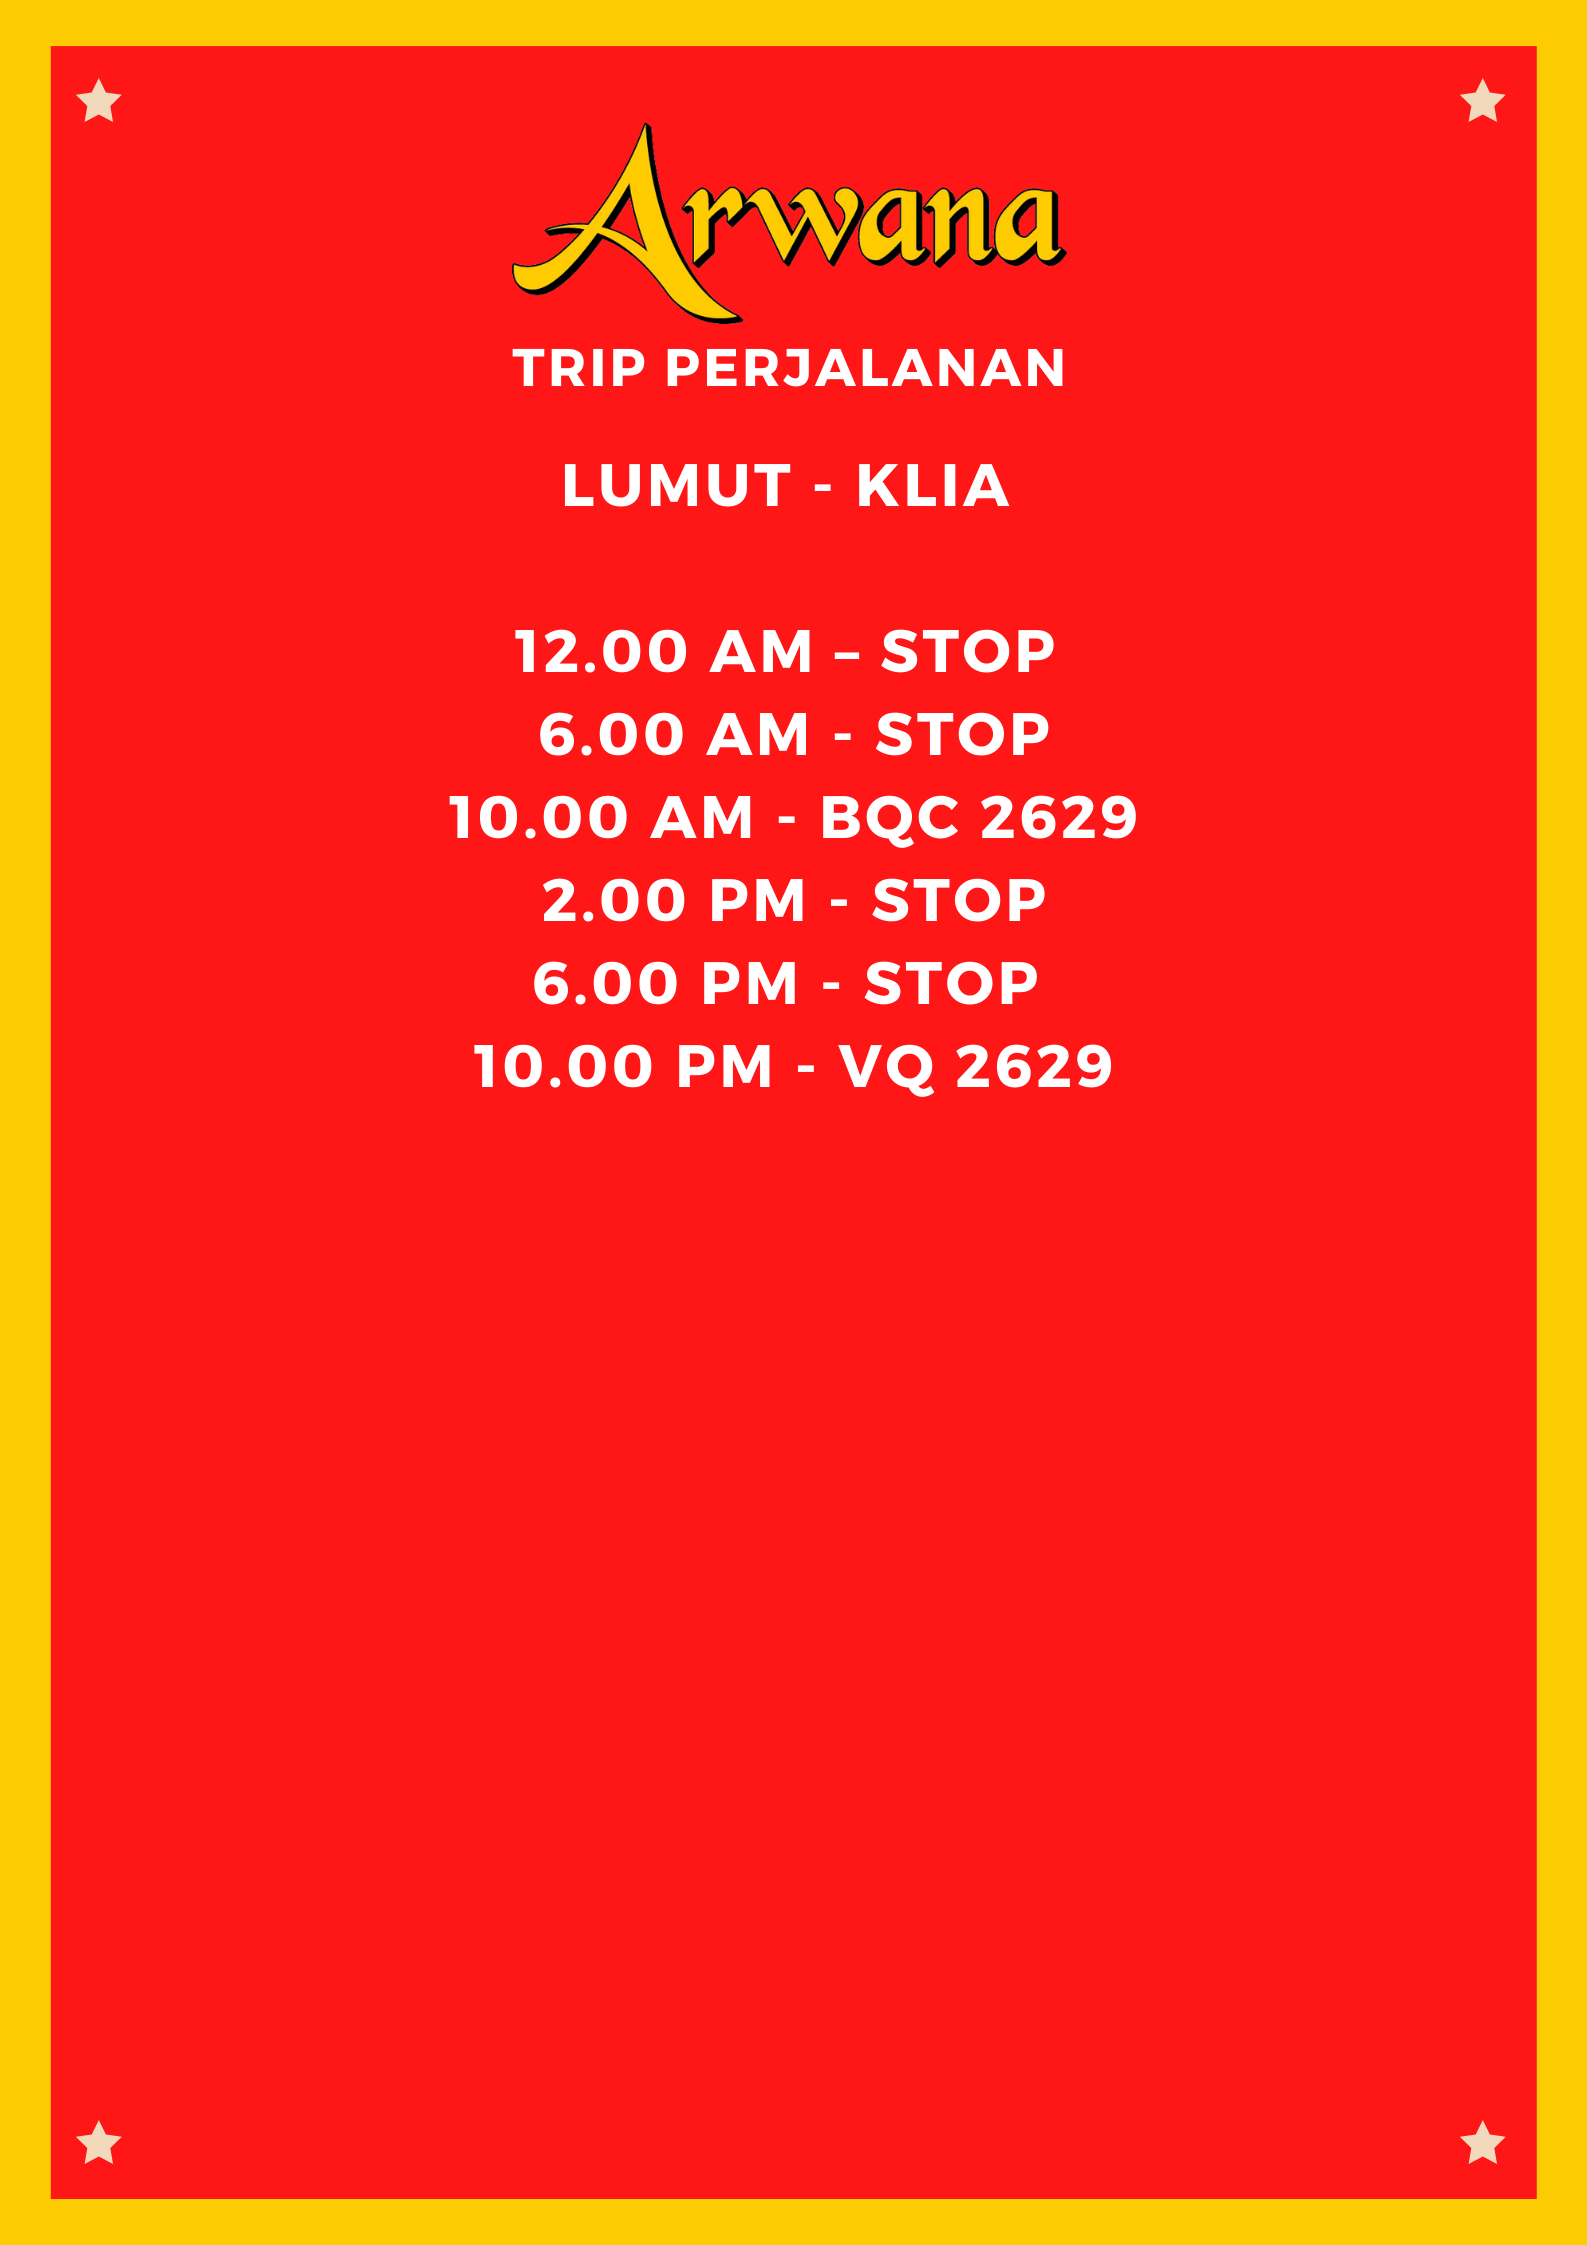 Arwana
TRIP PERJALANAN
LUMUT - KLIA
12.00 AM – STOP
6.00 AM - STOP
10.00 AM - BQC 2629
2.00 PM - STOP
6.00 PM - STOP
10.00 PM - VQ 2629